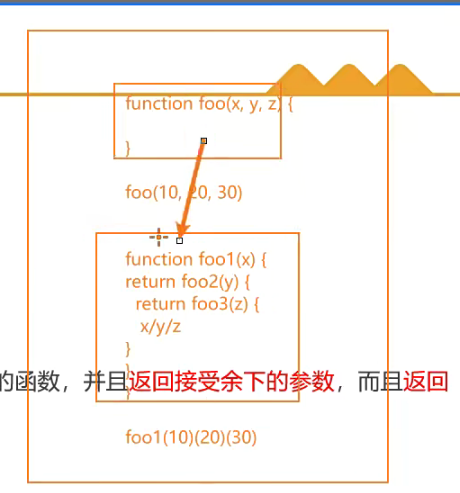 function foo(x, y, z) {
}
foo(10, 20, 30)
function foo1(x) {
return foo2(y) {
return foo3(z) {
x/y/z
}
}
的函数，并且返回接受余下的参数，而且返回
}
foo1(10)(20)(30)